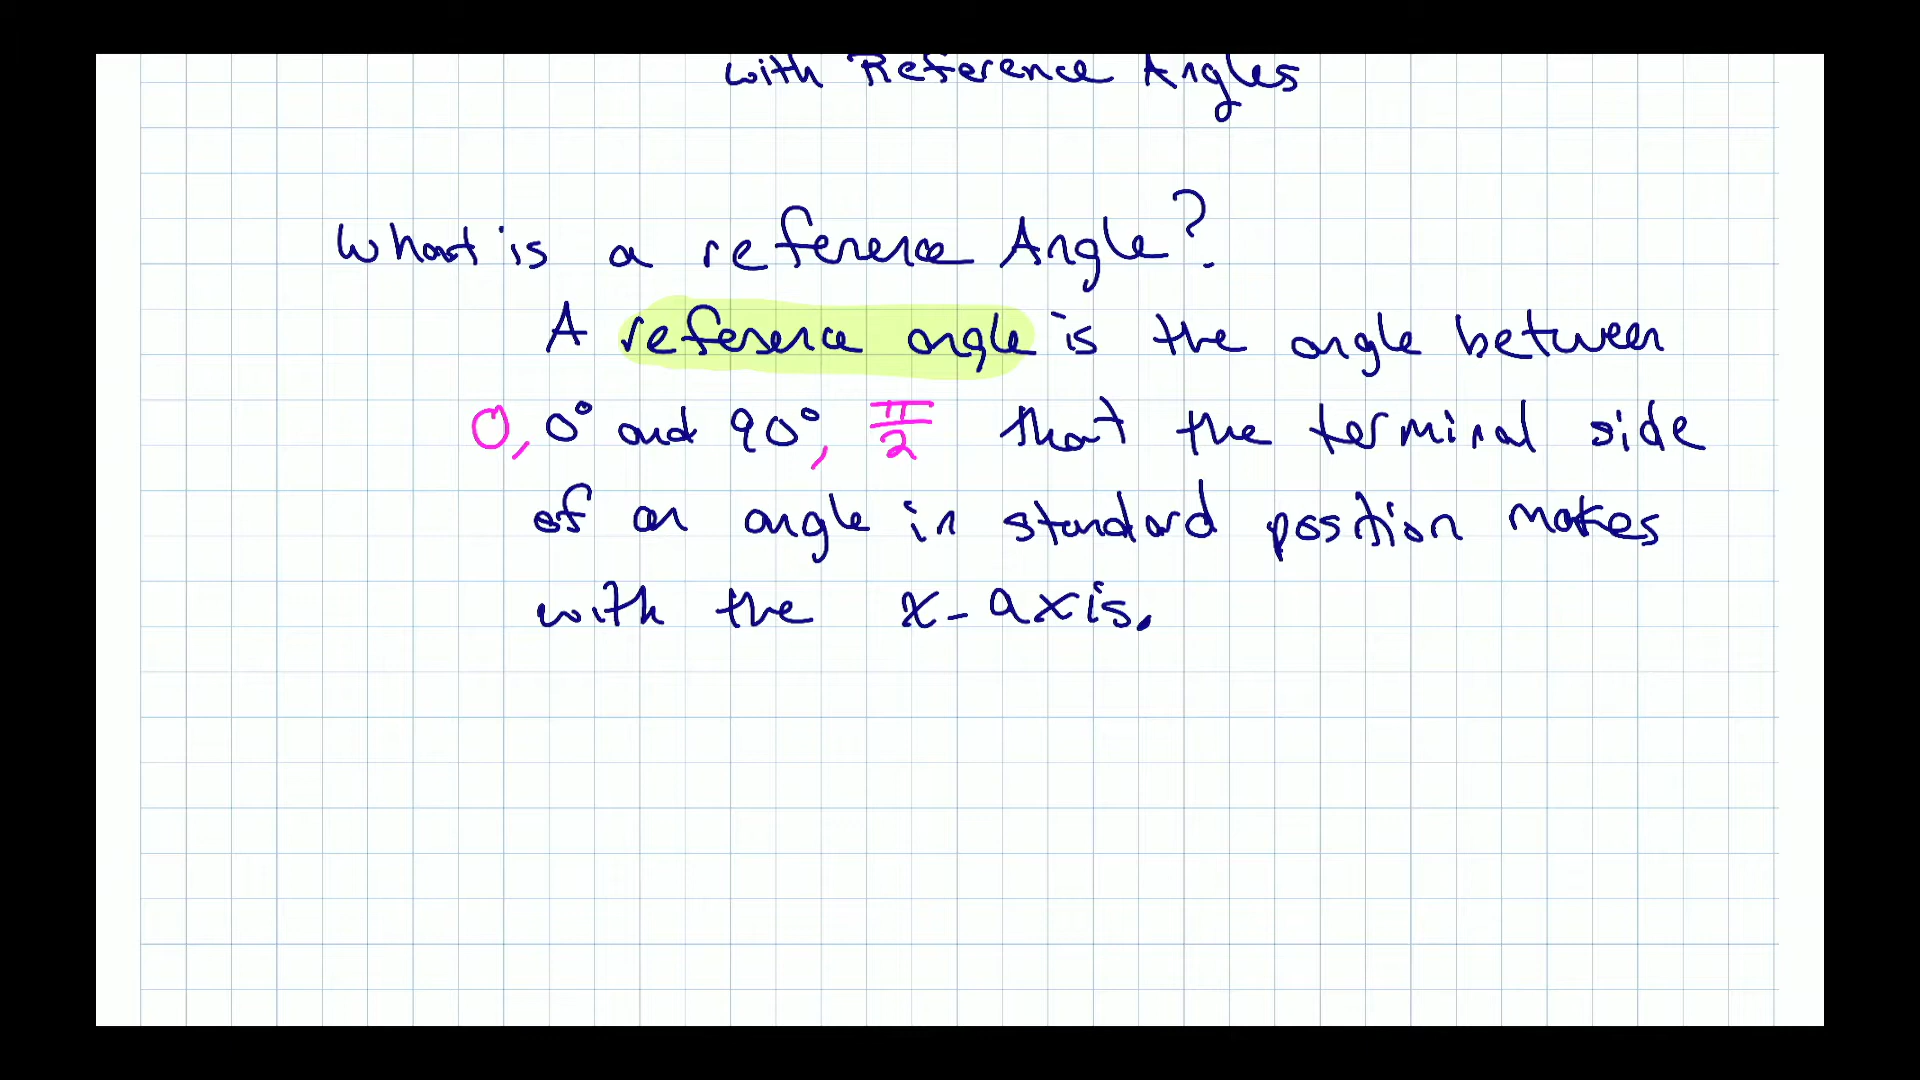 with Reference Angles
What is a reference Angle?
A reference angle is the angle between
0, 0° and 90°, π/2 that the terminal side
of an angle in standard position makes
with the x-axis.